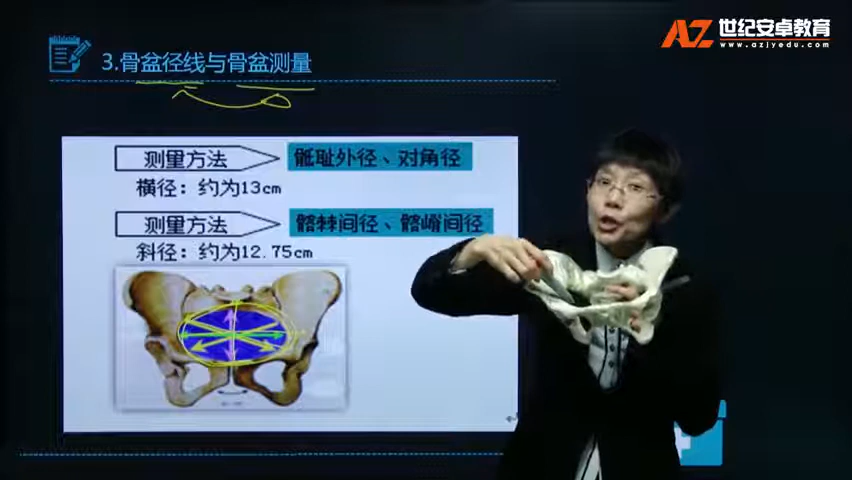 世纪安卓教育
www.azjyedu.com
3.骨盆径线与骨盆测量
测量方法
骶耻外径、对角径
横径：约为13cm
测量方法
髂棘间径、髂嵴间径
斜径：约为12.75cm